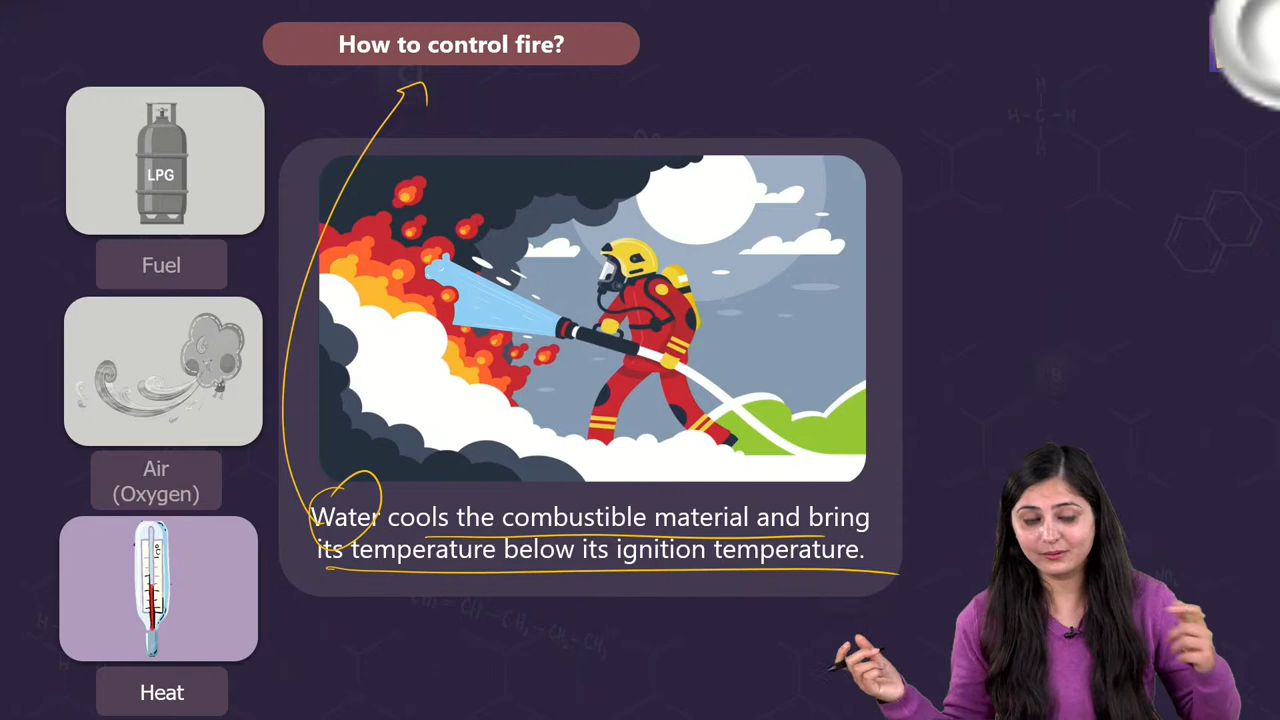 How to control fire?
LPG
Fuel
Air
(Oxygen)
Heat
Water cools the combustible material and bring
its temperature below its ignition temperature.
H
H-C-H
H